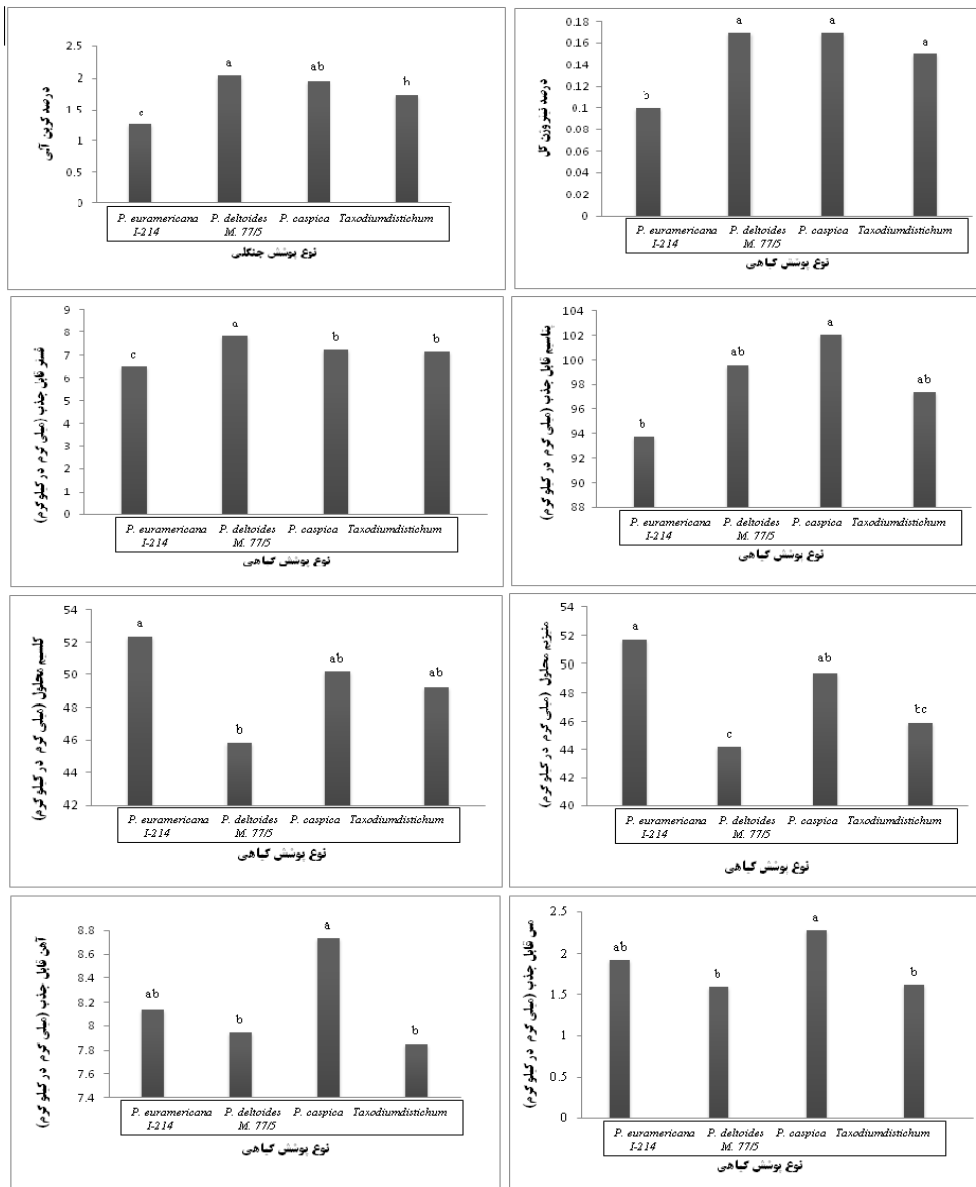 2.5
2
1.5
1
0.5
0
درصد کربن آلی
c
a
ab
b
P. euramericana P. deltoides P. caspica Taxodiumdistichum
I-214 M. 77/5
نوع پوشش جنگلی
0.18
0.16
0.14
0.12
0.1
0.08
0.06
0.04
0.02
0
درصد نیتروژن کل
b
a
a
a
P. euramericana P. deltoides P. caspica Taxodiumdistichum
I-214 M. 77/5
نوع پوشش گیاهی
9
8
7
6
5
4
3
2
1
0
فسفر قابل جذب (میلی گرم در کیلوگرم)
c
a
b
b
P. euramericana P. deltoides P. caspica Taxodiumdistichum
I-214 M. 77/5
نوع پوشش گیاهی
104
102
100
98
96
94
92
90
88
پتاسیم قابل جذب (میلی گرم در کیلوگرم)
b
ab
a
ab
P. euramericana P. deltoides P. caspica Taxodiumdistichum
I-214 M. 77/5
نوع پوشش گیاهی
54
52
50
48
46
44
42
کلسیم محلول (میلی گرم در کیلوگرم)
a
b
ab
ab
P. euramericana P. deltoides P. caspica Taxodiumdistichum
I-214 M. 77/5
نوع پوشش گیاهی
54
52
50
48
46
44
42
40
منیزیم محلول (میلی گرم در کیلوگرم)
a
c
ab
bc
P. euramericana P. deltoides P. caspica Taxodiumdistichum
I-214 M. 77/5
نوع پوشش گیاهی
8.8
8.6
8.4
8.2
8
7.8
7.6
7.4
آهن قابل جذب (میلی گرم در کیلوگرم)
ab
b
a
b
P. euramericana P. deltoides P. caspica Taxodiumdistichum
I-214 M. 77/5
نوع پوشش گیاهی
2.5
2
1.5
1
0.5
0
مس قابل جذب (میلی گرم در کیلوگرم)
ab
b
a
b
P. euramericana P. deltoides P. caspica Taxodiumdistichum
I-214 M. 77/5
نوع پوشش گیاهی